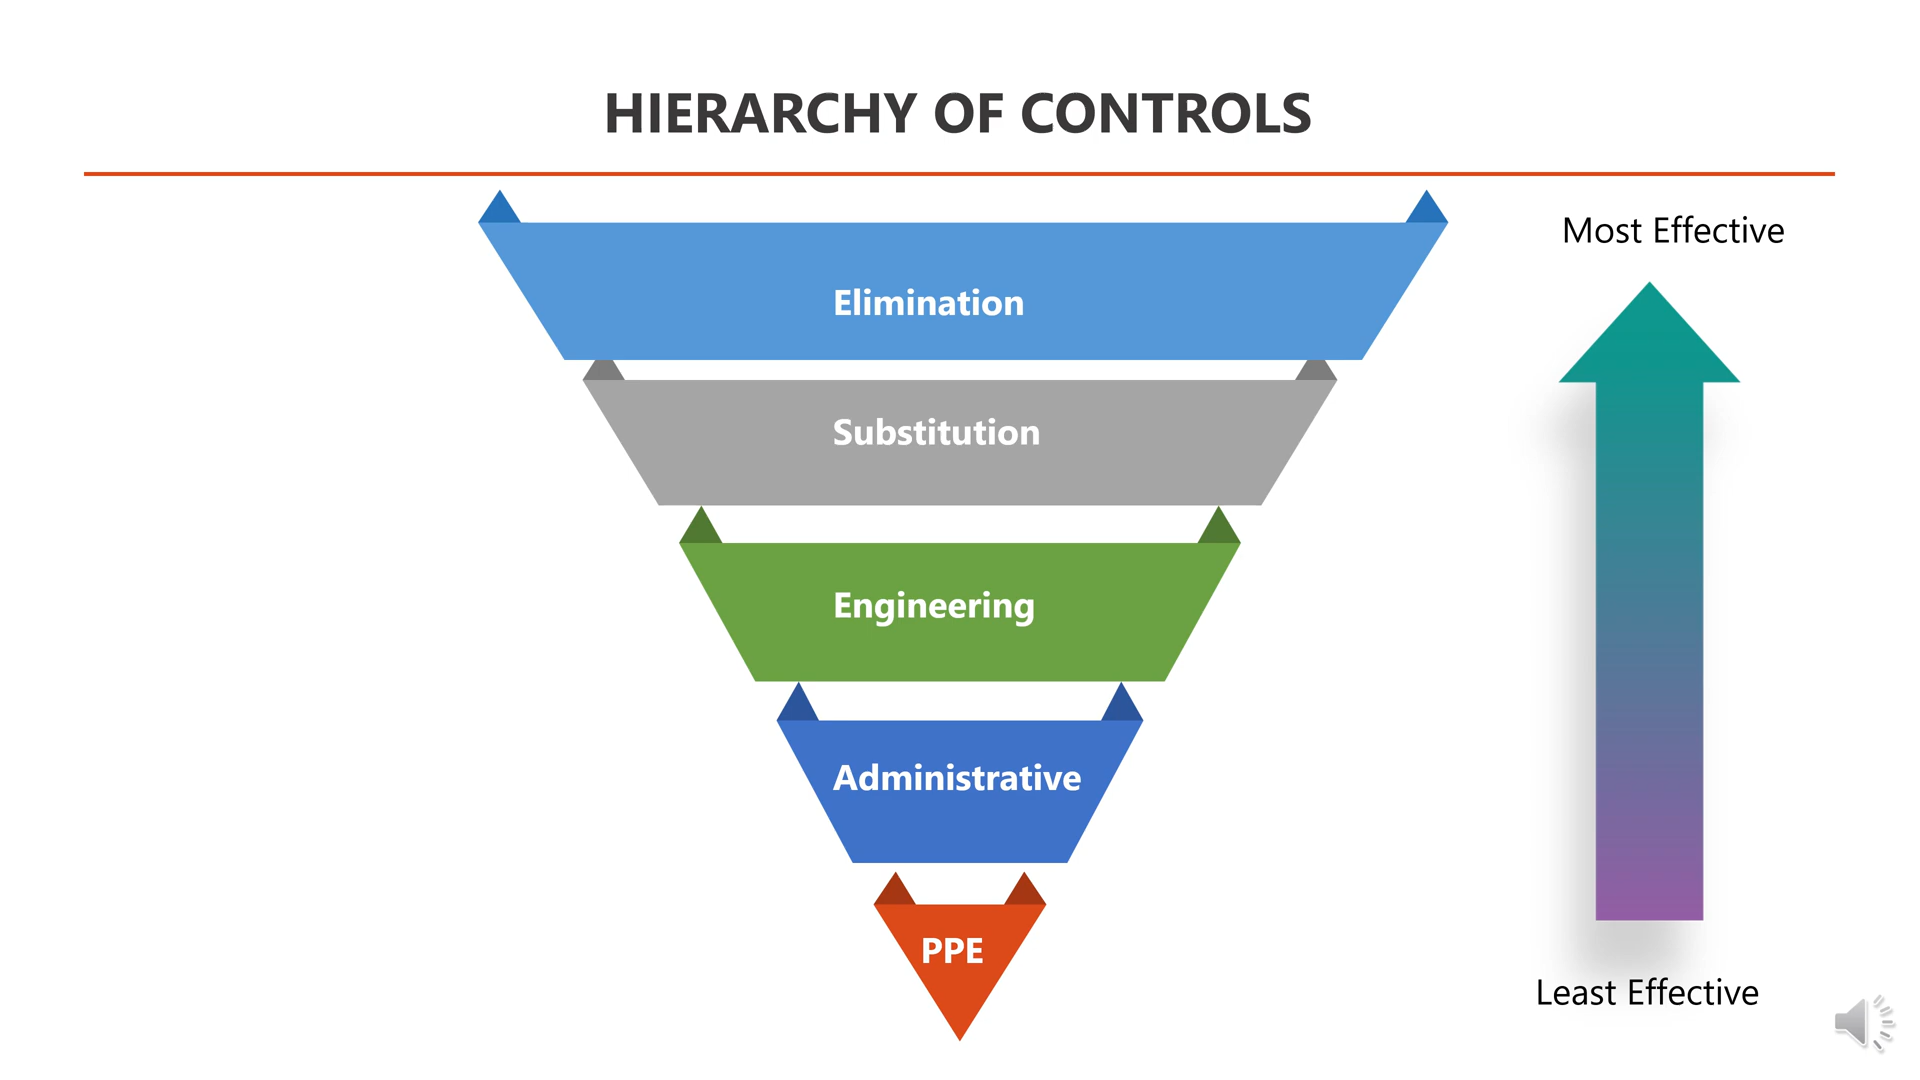 HIERARCHY OF CONTROLS
Most Effective
Elimination
Substitution
Engineering
Administrative
PPE
Least Effective